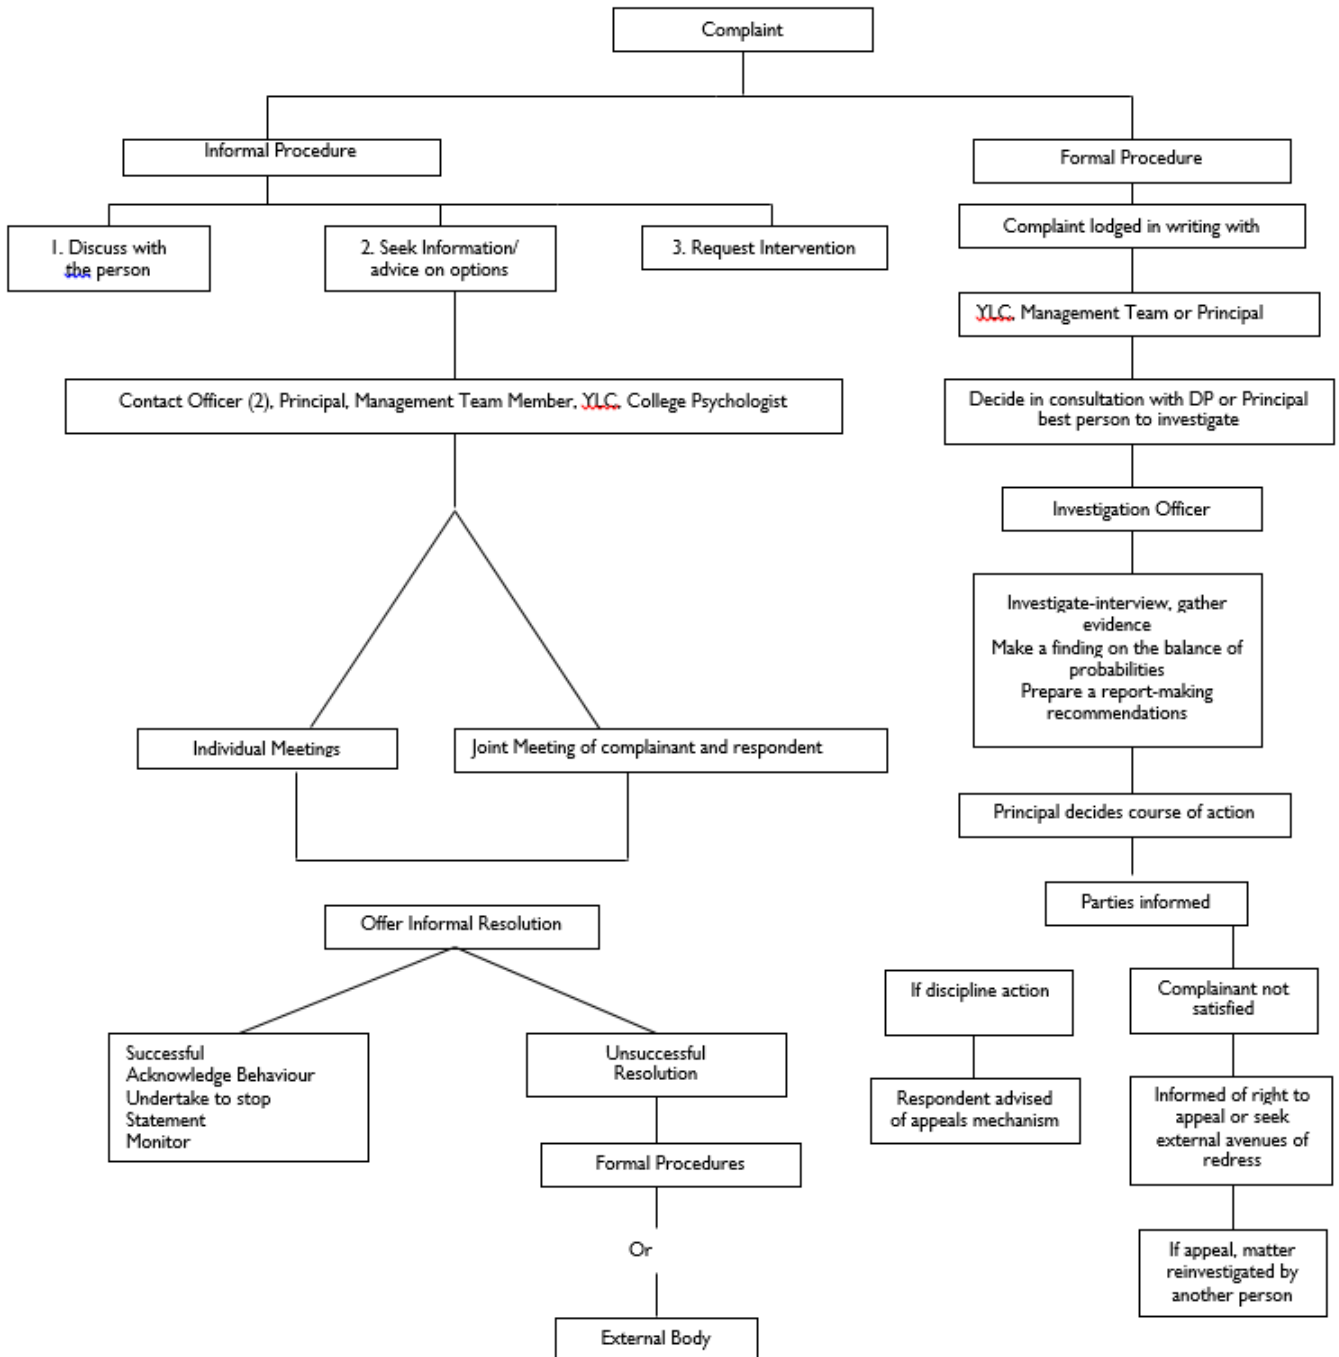 Complaint
Informal Procedure
Formal Procedure
1. Discuss with
the person
2. Seek Information/
advice on options
3. Request Intervention
Complaint lodged in writing with
YLC, Management Team or Principal
Contact Officer (2), Principal, Management Team Member, YLC, College Psychologist
Decide in consultation with DP or Principal
best person to investigate
Investigation Officer
Investigate-interview, gather
evidence
Make a finding on the balance of
probabilities
Prepare a report-making
recommendations
Individual Meetings
Joint Meeting of complainant and respondent
Principal decides course of action
Parties informed
Offer Informal Resolution
If discipline action
Complainant not
satisfied
Successful
Acknowledge Behaviour
Undertake to stop
Statement
Monitor
Unsuccessful
Resolution
Respondent advised
of appeals mechanism
Informed of right to
appeal or seek
external avenues of
redress
Formal Procedures
Or
If appeal, matter
reinvestigated by
another person
External Body